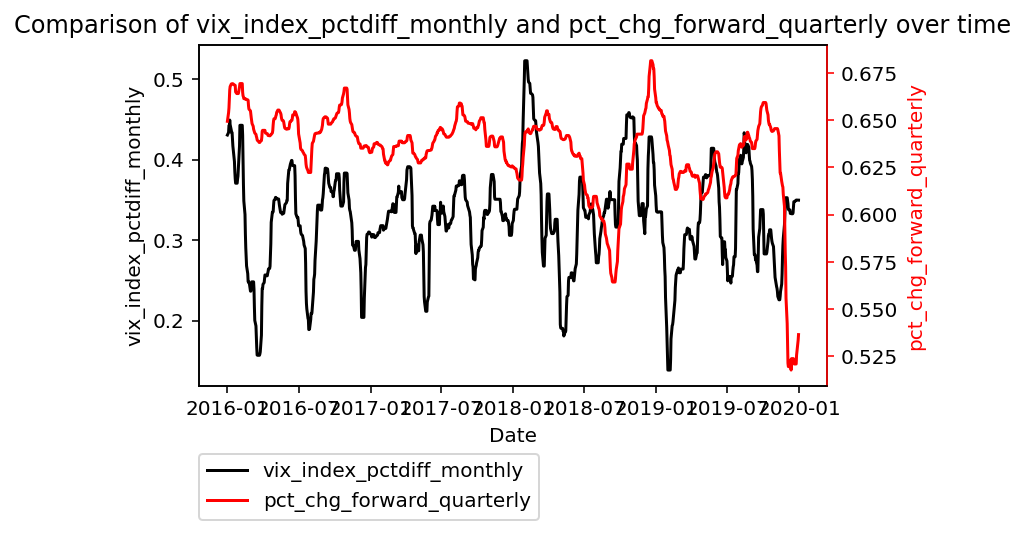 Comparison of vix_index_pctdiff_monthly and pct_chg_forward_quarterly over time
vix_index_pctdiff_monthly
0.5
0.4
0.3
0.2
0.675
0.650
0.625
0.600
0.575
0.550
0.525
pct_chg_forward_quarterly
2016-01 2016-07 2017-01 2017-07 2018-01 2018-07 2019-01 2019-07 2020-01
Date
vix_index_pctdiff_monthly
pct_chg_forward_quarterly